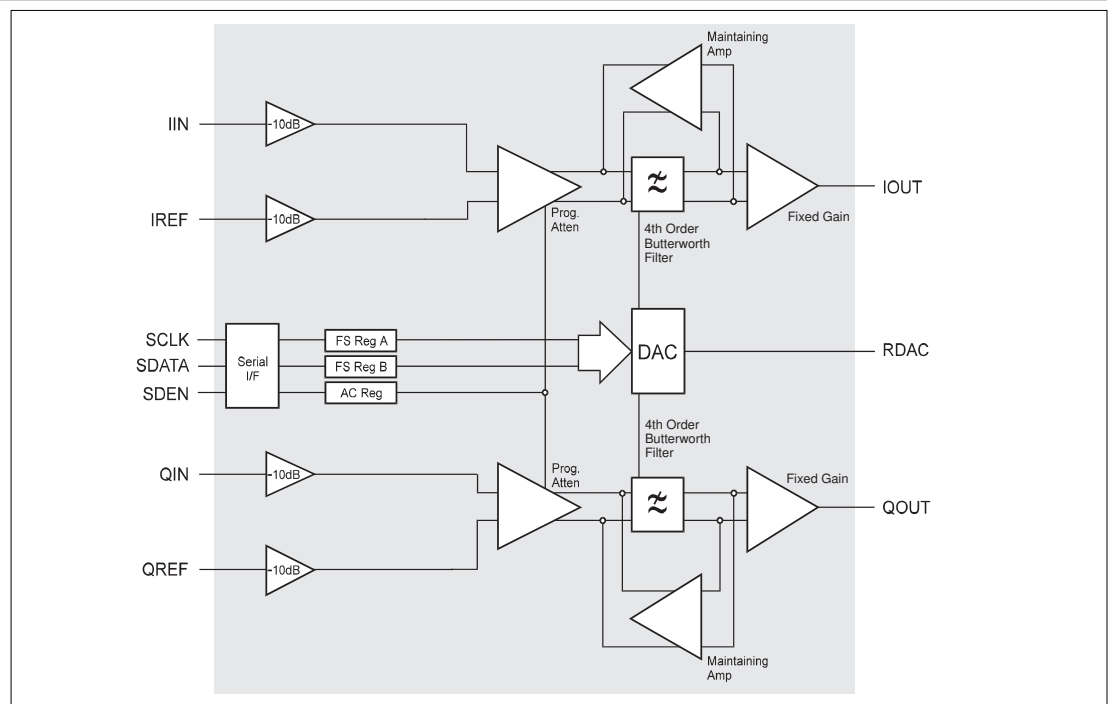 Maintaining
Amp
IIN
-10dB
IOUT
Fixed Gain
IREF
-10dB
Prog.
Atten
4th Order
Butterworth
Filter
SCLK
SDATA
SDEN
Serial
I/F
FS Reg A
FS Reg B
AC Reg
DAC
RDAC
4th Order
Butterworth
Filter
QIN
-10dB
Prog.
Atten
Fixed Gain
QOUT
QREF
-10dB
Maintaining
Amp